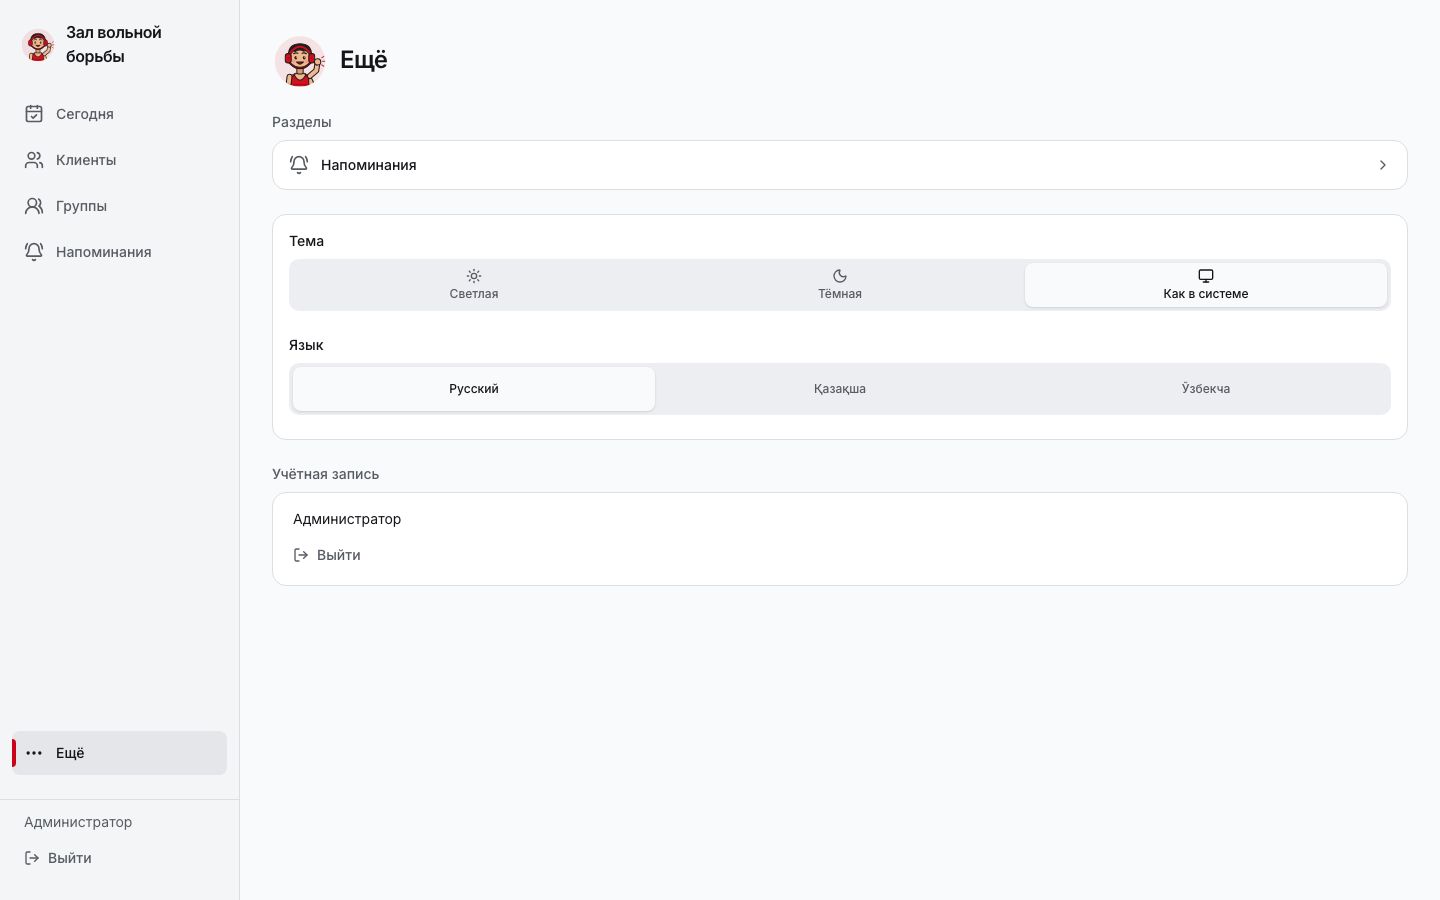 Зал вольной
борьбы
Сегодня
Клиенты
Группы
Напоминания
Ещё
Администратор
Выйти
Ещё
Разделы
Напоминания
Тема
Светлая
Тёмная
Как в системе
Язык
Русский
Қазақша
Ўзбекча
Учётная запись
Администратор
Выйти